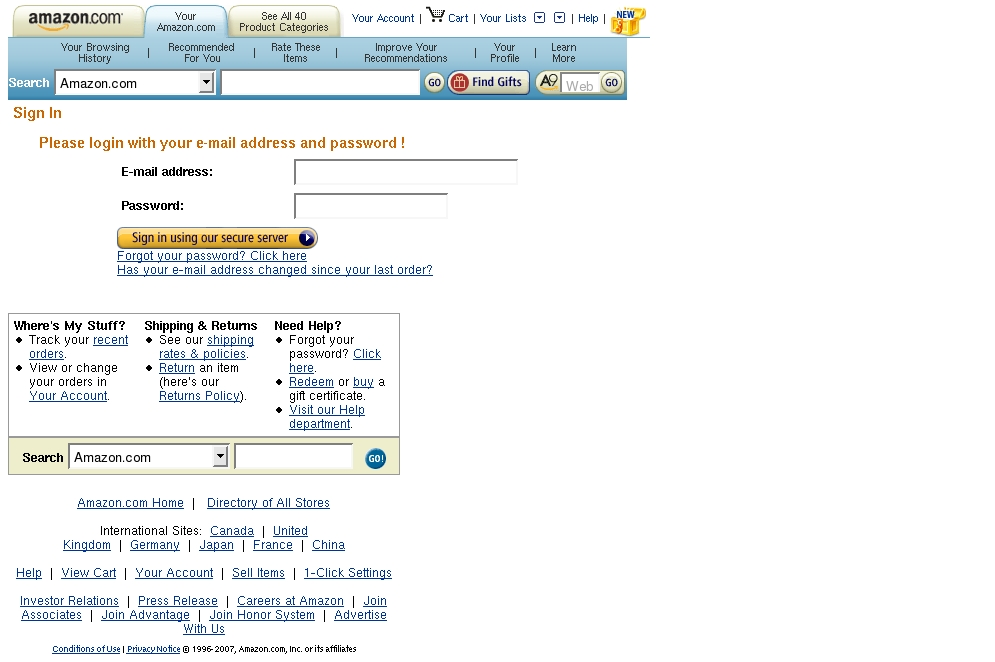 amazon.com
Your
Amazon.com
See All 40
Product Categories
Your Account | Cart | Your Lists | Help | NEW
Your Browsing
History
|
Recommended
For You
|
Rate These
Items
|
Improve Your
Recommendations
|
Your
Profile
|
Learn
More
Search Amazon.com GO Find Gifts A9 Web GO
Sign In
Please login with your e-mail address and password !
E-mail address:
Password:
Sign in using our secure server
Forgot your password? Click here
Has your e-mail address changed since your last order?
Where's My Stuff?
Track your recent
orders.
View or change
your orders in
Your Account.
Shipping & Returns
See our shipping
rates & policies.
Return an item
(here's our
Returns Policy).
Need Help?
Forgot your
password? Click
here.
Redeem or buy a
gift certificate.
Visit our Help
department.
Search Amazon.com GO!
Amazon.com Home | Directory of All Stores
International Sites: Canada | United
Kingdom | Germany | Japan | France | China
Help | View Cart | Your Account | Sell Items | 1-Click Settings
Investor Relations | Press Release | Careers at Amazon | Join
Associates | Join Advantage | Join Honor System | Advertise
With Us
Conditions of Use | Privacy Notice © 1996-2007, Amazon.com, Inc. or its affiliates